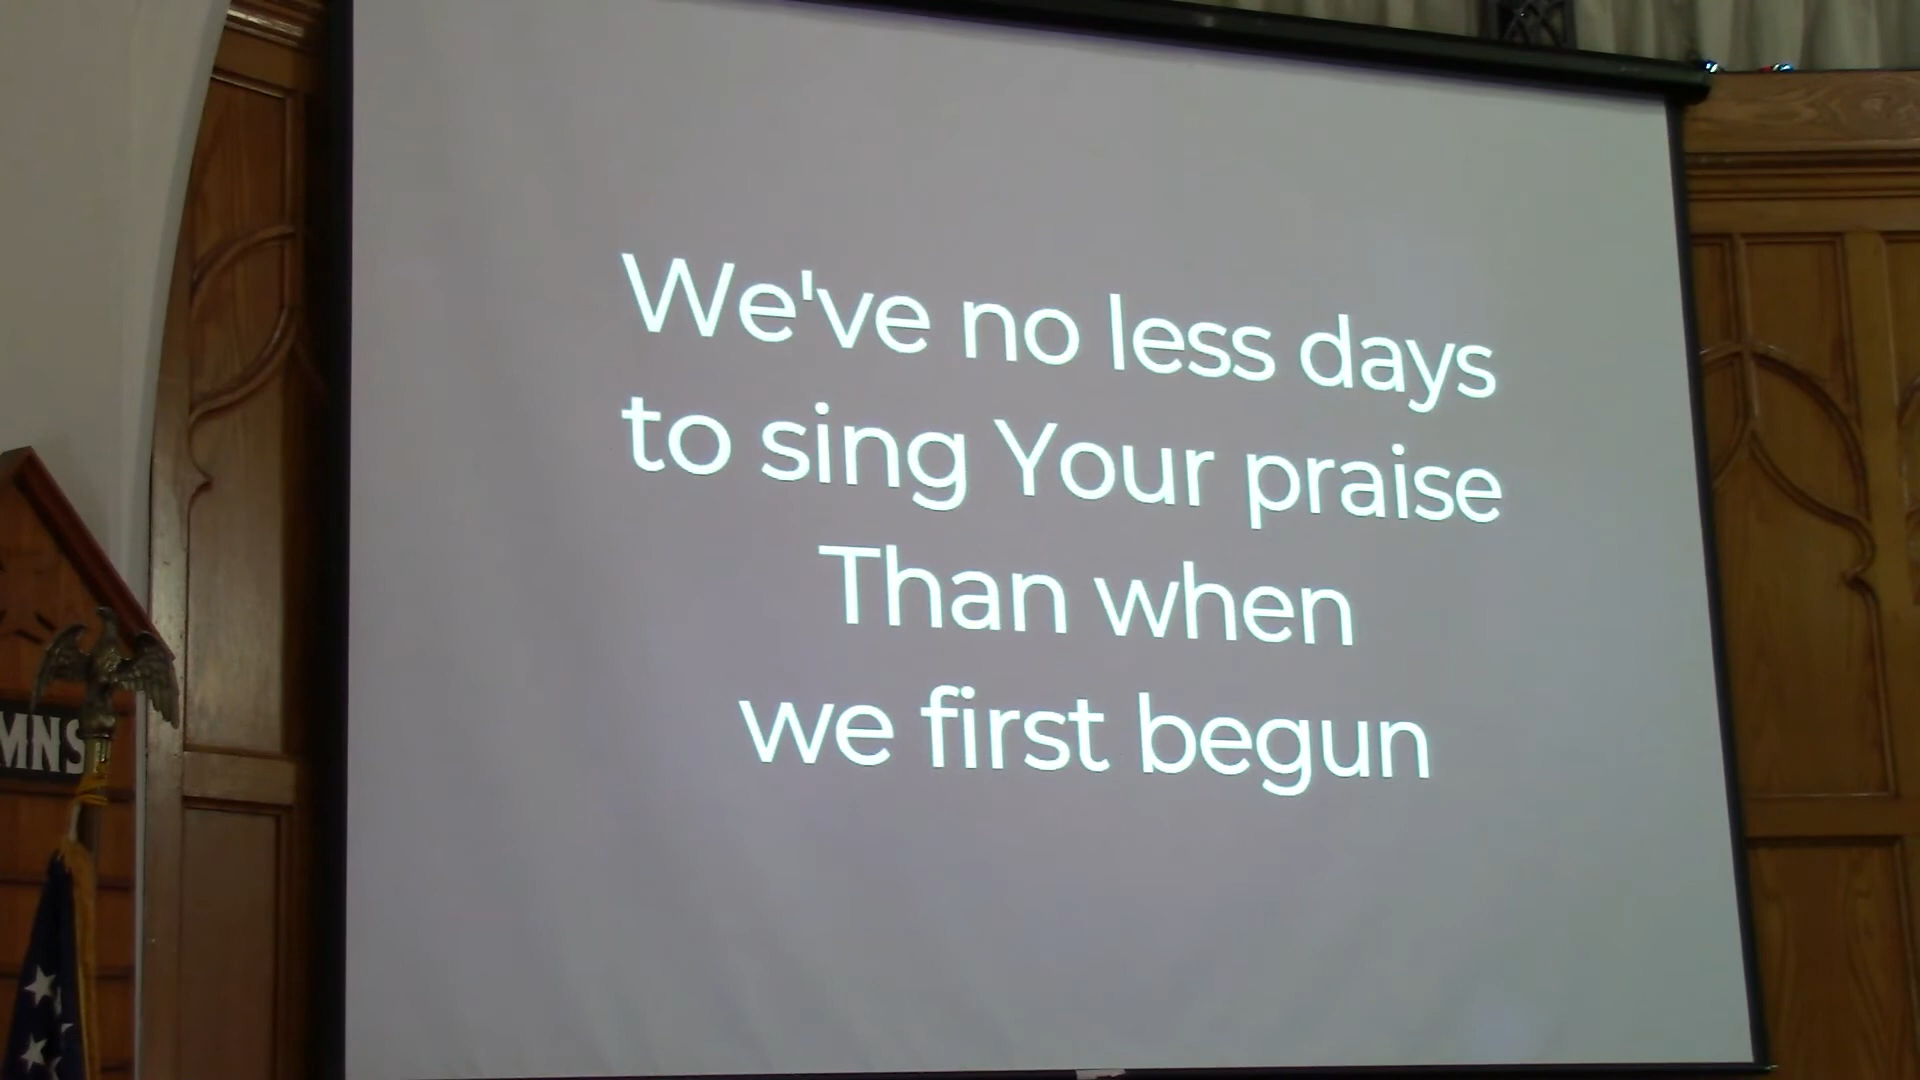 We've no less days
to sing Your praise
Than when
we first begun
MNS